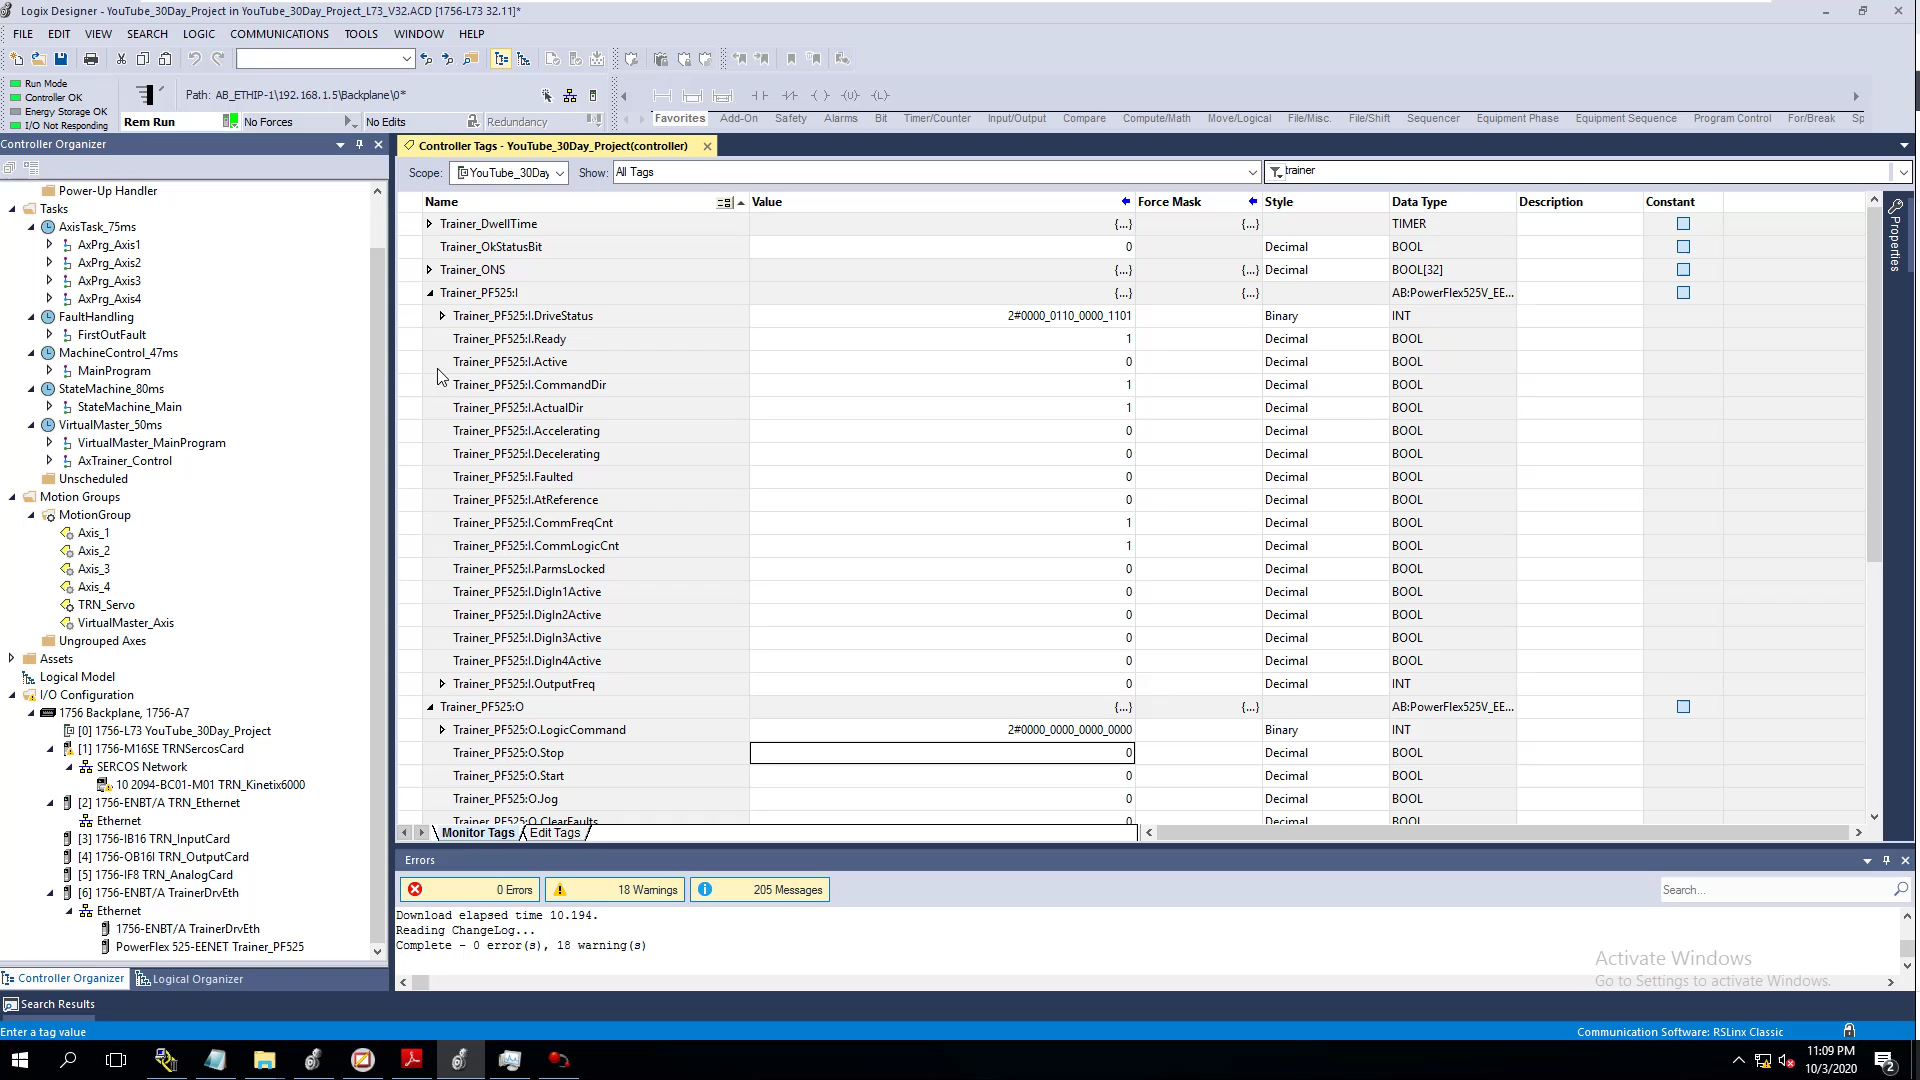 Logix Designer - YouTube_30Day_Project in YouTube_30Day_Project_L73_V32.ACD [1756-L73 32.11]*
FILE EDIT VIEW SEARCH LOGIC COMMUNICATIONS TOOLS WINDOW HELP
Run Mode
Controller OK
Energy Storage OK
I/O Not Responding
Path: AB_ETHIP-1\192.168.1.5\Backplane\0*
Rem Run No Forces No Edits Redundancy
Favorites Add-On Safety Alarms Bit Timer/Counter Input/Output Compare Compute/Math Move/Logical File/Misc. File/Shift Sequencer Equipment Phase Equipment Sequence Program Control For/Break Sp
Controller Organizer
Power-Up Handler
Tasks
AxisTask_75ms
AxPrg_Axis1
AxPrg_Axis2
AxPrg_Axis3
AxPrg_Axis4
FaultHandling
FirstOutFault
MachineControl_47ms
MainProgram
StateMachine_80ms
StateMachine_Main
VirtualMaster_50ms
VirtualMaster_MainProgram
AxTrainer_Control
Unscheduled
Motion Groups
MotionGroup
Axis_1
Axis_2
Axis_3
Axis_4
TRN_Servo
VirtualMaster_Axis
Ungrouped Axes
Assets
Logical Model
I/O Configuration
1756 Backplane, 1756-A7
[0] 1756-L73 YouTube_30Day_Project
[1] 1756-M16SE TRNSercosCard
SERCOS Network
10 2094-BC01-M01 TRN_Kinetix6000
[2] 1756-ENBT/A TRN_Ethernet
Ethernet
[3] 1756-IB16 TRN_InputCard
[4] 1756-OB16I TRN_OutputCard
[5] 1756-IF8 TRN_AnalogCard
[6] 1756-ENBT/A TrainerDrvEth
Ethernet
1756-ENBT/A TrainerDrvEth
PowerFlex 525-EENET Trainer_PF525
Controller Organizer Logical Organizer
Controller Tags - YouTube_30Day_Project(controller)
Scope: YouTube_30Day Show: All Tags trainer
Name Value Force Mask Style Data Type Description Constant
Trainer_DwellTime {...} {...} TIMER
Trainer_OkStatusBit 0 Decimal BOOL
Trainer_ONS {...} {...} Decimal BOOL[32]
Trainer_PF525:I {...} {...} AB:PowerFlex525V_EE...
Trainer_PF525:I.DriveStatus 2#0000_0110_0000_1101 Binary INT
Trainer_PF525:I.Ready 1 Decimal BOOL
Trainer_PF525:I.Active 0 Decimal BOOL
Trainer_PF525:I.CommandDir 1 Decimal BOOL
Trainer_PF525:I.ActualDir 1 Decimal BOOL
Trainer_PF525:I.Accelerating 0 Decimal BOOL
Trainer_PF525:I.Decelerating 0 Decimal BOOL
Trainer_PF525:I.Faulted 0 Decimal BOOL
Trainer_PF525:I.AtReference 0 Decimal BOOL
Trainer_PF525:I.CommFreqCnt 1 Decimal BOOL
Trainer_PF525:I.CommLogicCnt 1 Decimal BOOL
Trainer_PF525:I.ParmsLocked 0 Decimal BOOL
Trainer_PF525:I.DigIn1Active 0 Decimal BOOL
Trainer_PF525:I.DigIn2Active 0 Decimal BOOL
Trainer_PF525:I.DigIn3Active 0 Decimal BOOL
Trainer_PF525:I.DigIn4Active 0 Decimal BOOL
Trainer_PF525:I.OutputFreq 0 Decimal INT
Trainer_PF525:O {...} {...} AB:PowerFlex525V_EE...
Trainer_PF525:O.LogicCommand 2#0000_0000_0000_0000 Binary INT
Trainer_PF525:O.Stop 0 Decimal BOOL
Trainer_PF525:O.Start 0 Decimal BOOL
Trainer_PF525:O.Jog 0 Decimal BOOL
Trainer_PF525:O.ClearFaults 0 Decimal BOOL
Monitor Tags Edit Tags
Properties
Errors
0 Errors 18 Warnings 205 Messages Search...
Download elapsed time 10.194.
Reading ChangeLog...
Complete - 0 error(s), 18 warning(s)
Activate Windows
Go to Settings to activate Windows.
Search Results
Enter a tag value Communication Software: RSLinx Classic
11:09 PM
10/3/2020
2